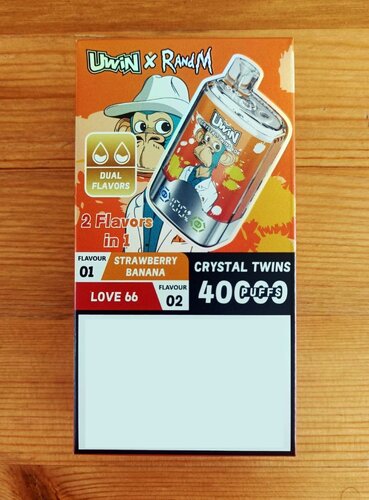 UWiN X RANDM
UWiN
DUAL
FLAVORS
2 Flavors
in 1
FLAVOUR
01
STRAWBERRY
BANANA
LOVE 66
FLAVOUR
02
CRYSTAL TWINS
40000
PUFFS